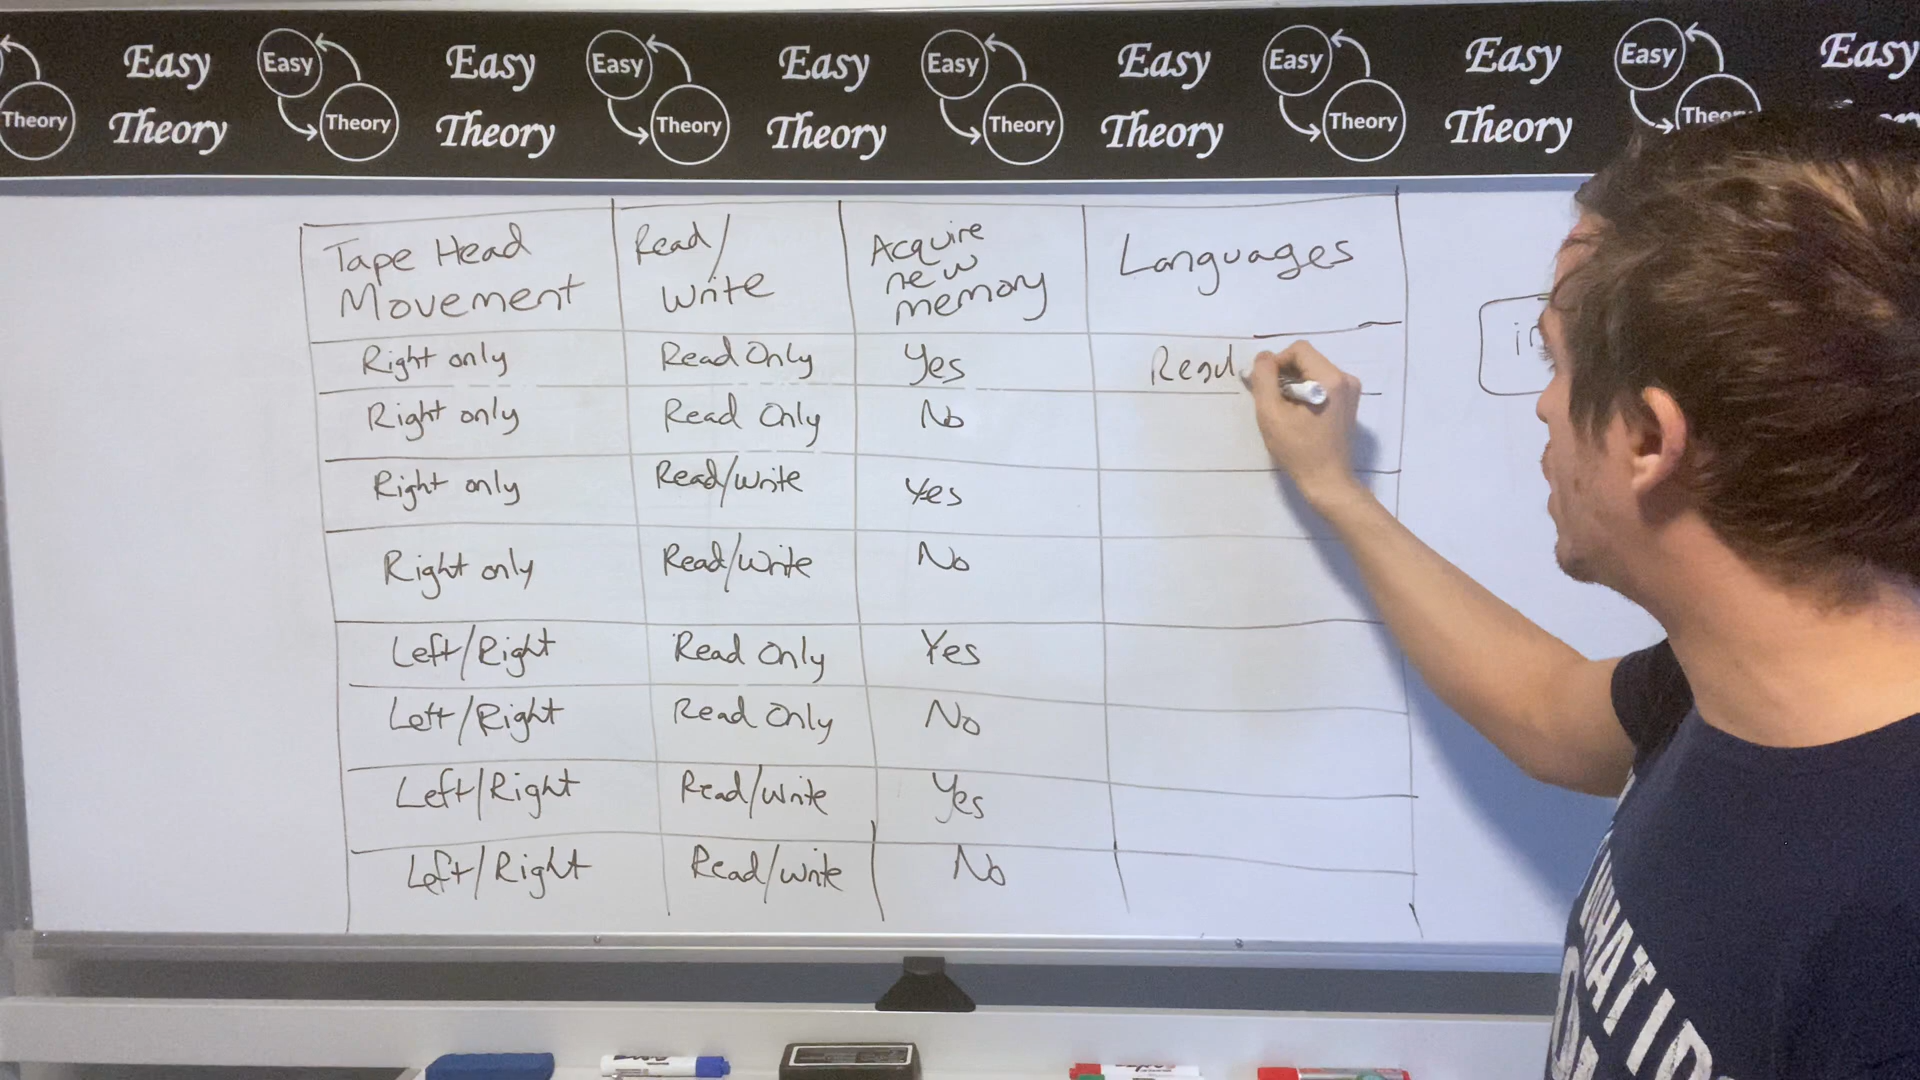 Easy Theory Easy Theory Easy Theory Easy Theory Easy Theory Easy Theory Easy Theory Easy Theory Easy Theory Easy Theory Easy
Theory
Tape Head Movement Read/Write Acquire new memory Languages
Right only Read Only Yes
Right only Read Only No
Right only Read/Write Yes
Right only Read/Write No
Left/Right Read Only Yes
Left/Right Read Only No
Left/Right Read/Write Yes
Left/Right Read/write No